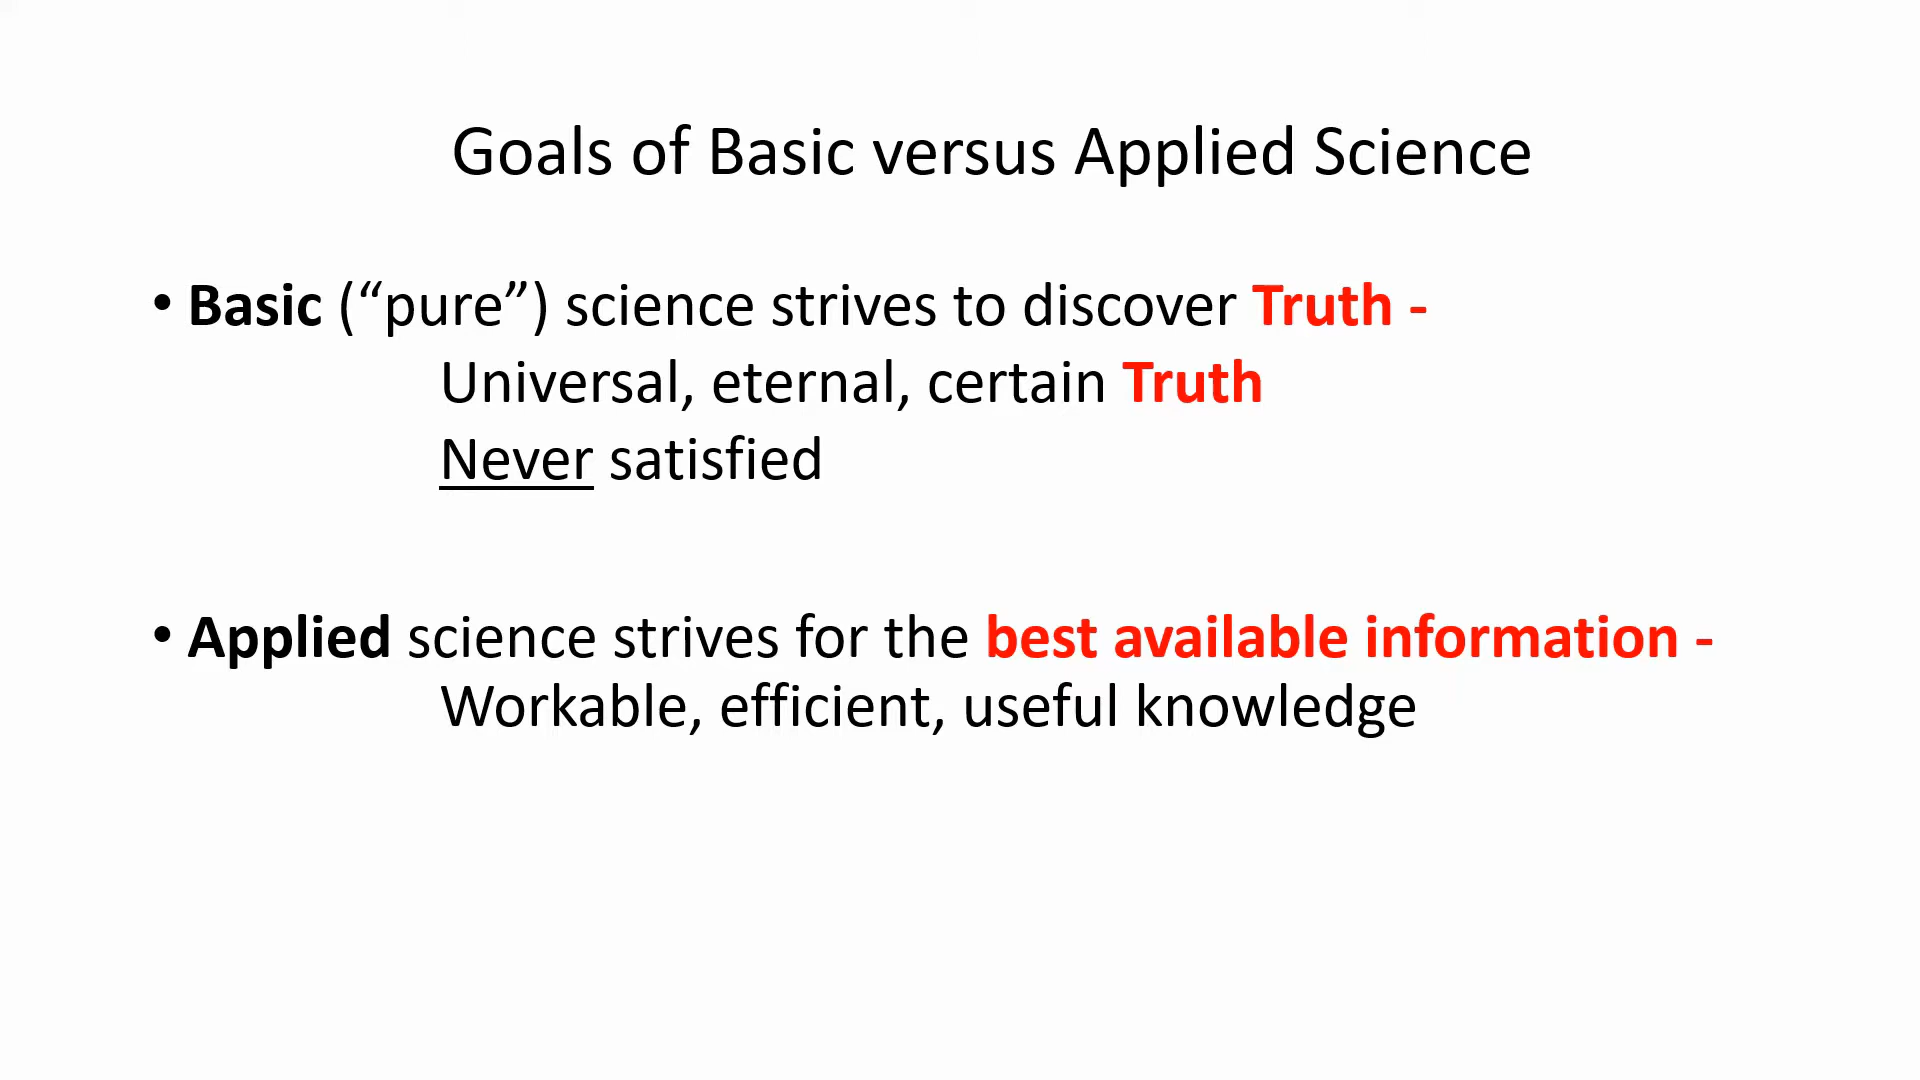 Goals of Basic versus Applied Science
• Basic (“pure”) science strives to discover Truth -
Universal, eternal, certain Truth
Never satisfied
• Applied science strives for the best available information -
Workable, efficient, useful knowledge